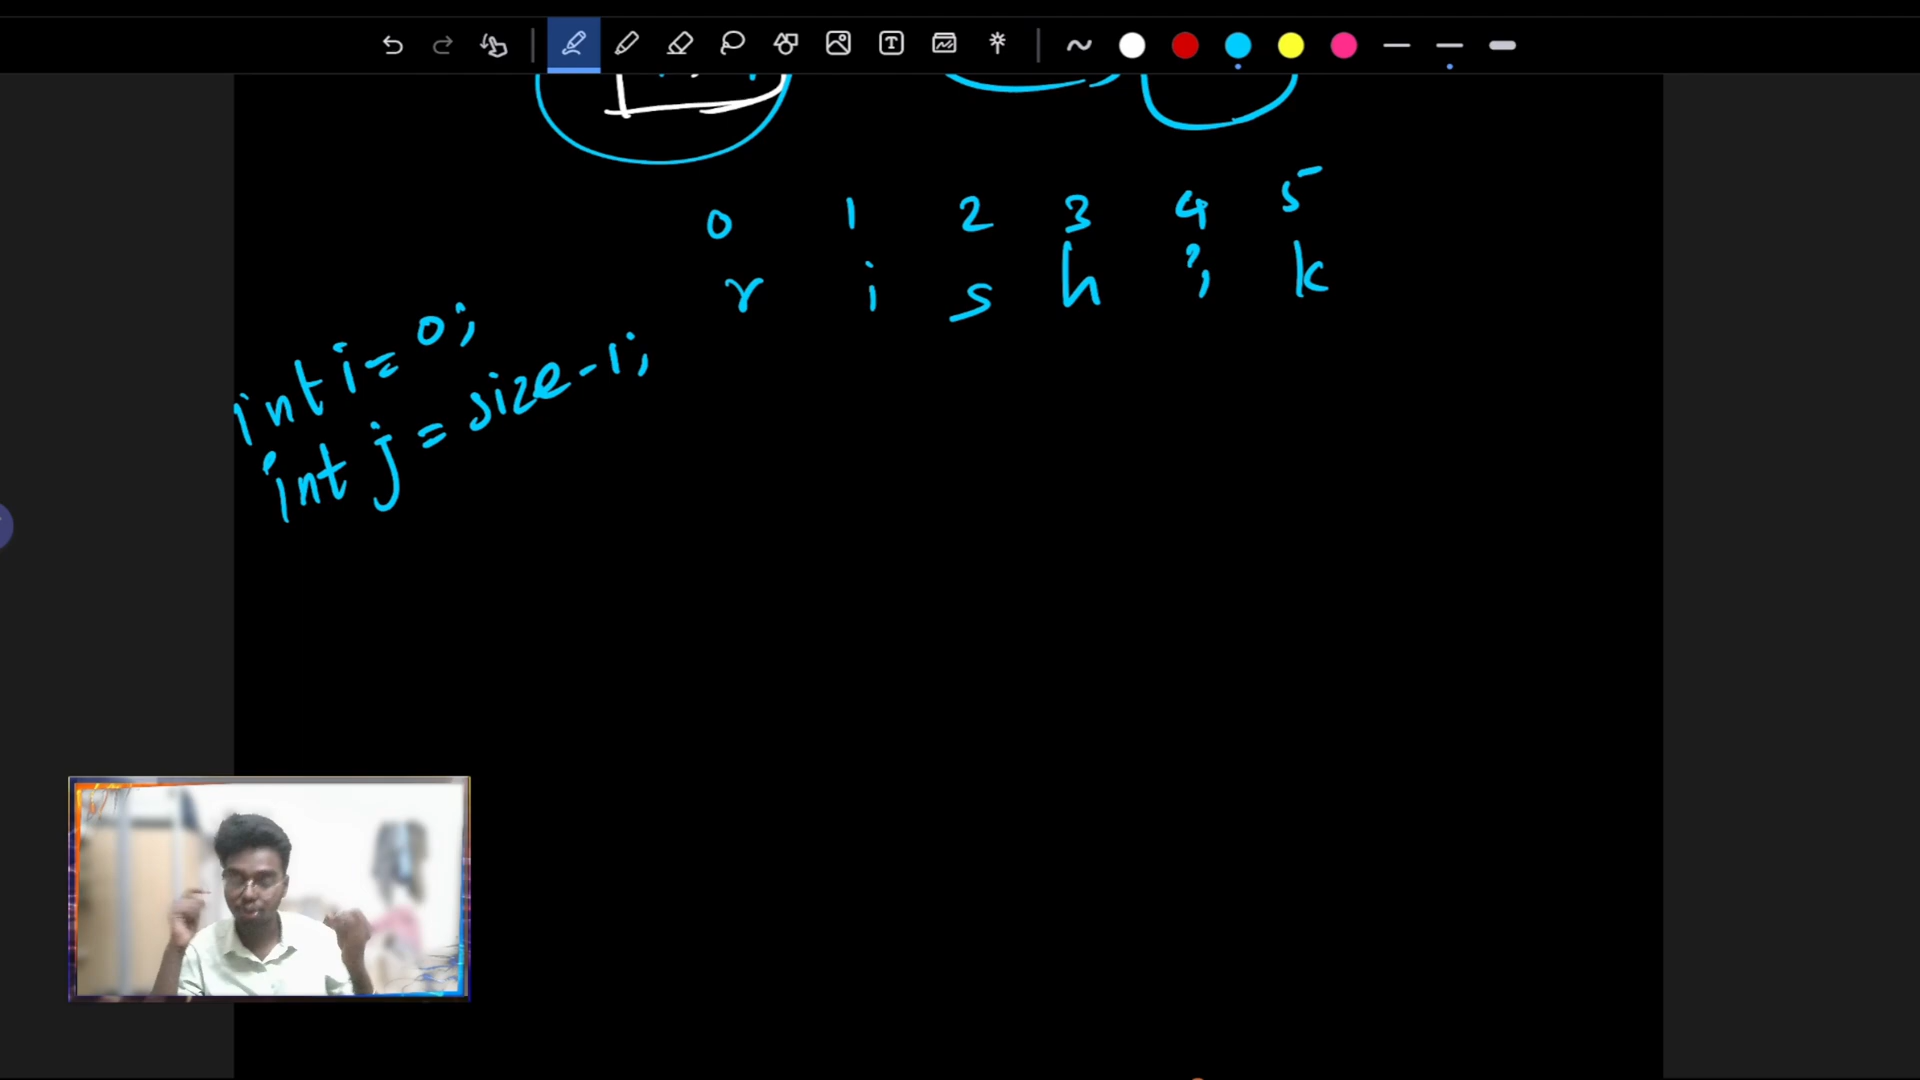 0 1 2 3 4 5
r i s h i k
int i = 0;
int j = size-1;